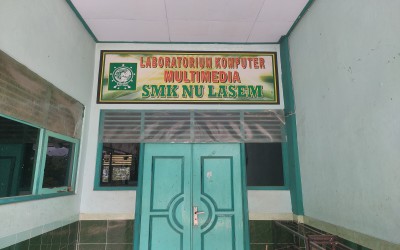 LABORATORIUM KOMPUTER
MULTIMEDIA
SMK NU LASEM